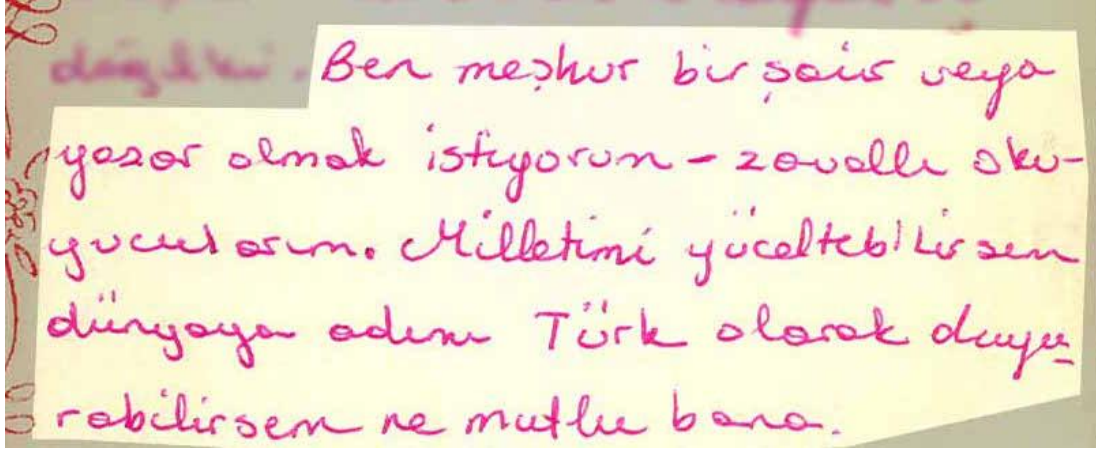 Ben meşhur bir şair veya
yazar olmak istiyorum - zavallı oku-
yucularım. Milletimi yüceltebilirsem
dünyaya adımı Türk olarak duyu-
rabilirsem ne mutlu bana.